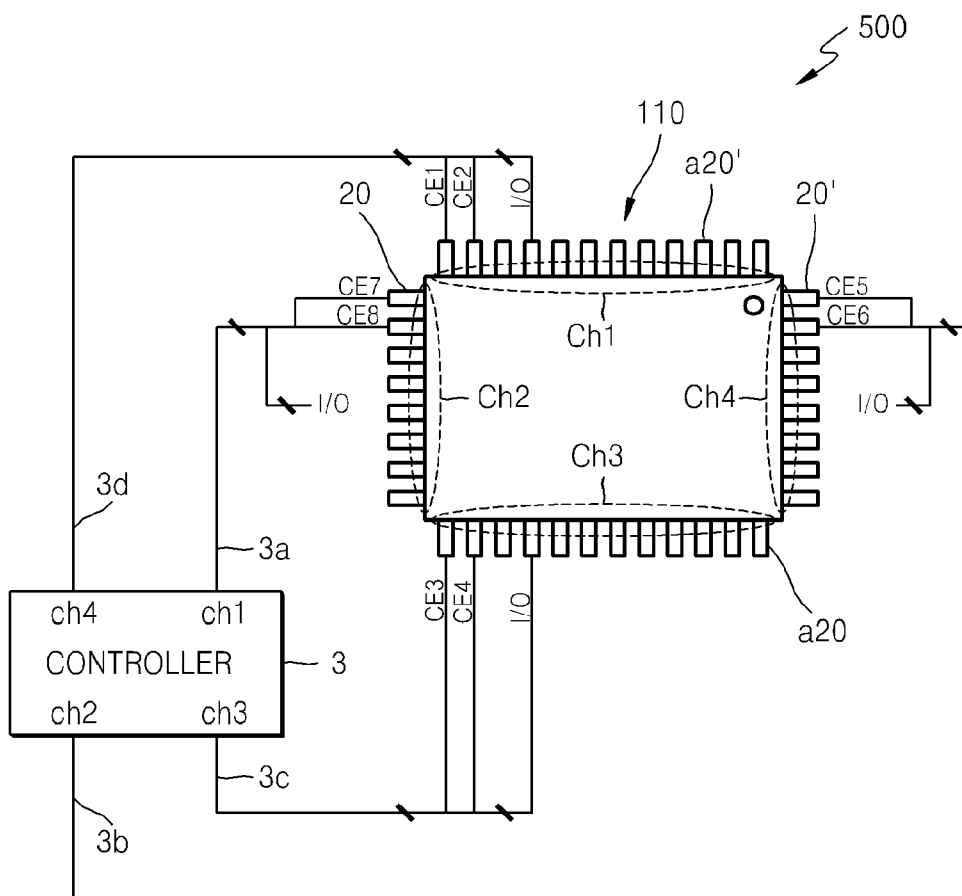 500
110
a20'
20
20'
CE1
CE2
I/O
CE7
CE8
CE5
CE6
Ch1
I/O
Ch2
Ch4
I/O
Ch3
3d
3a
CE3
CE4
I/O
a20
ch4 ch1
CONTROLLER
3
ch2 ch3
3c
3b